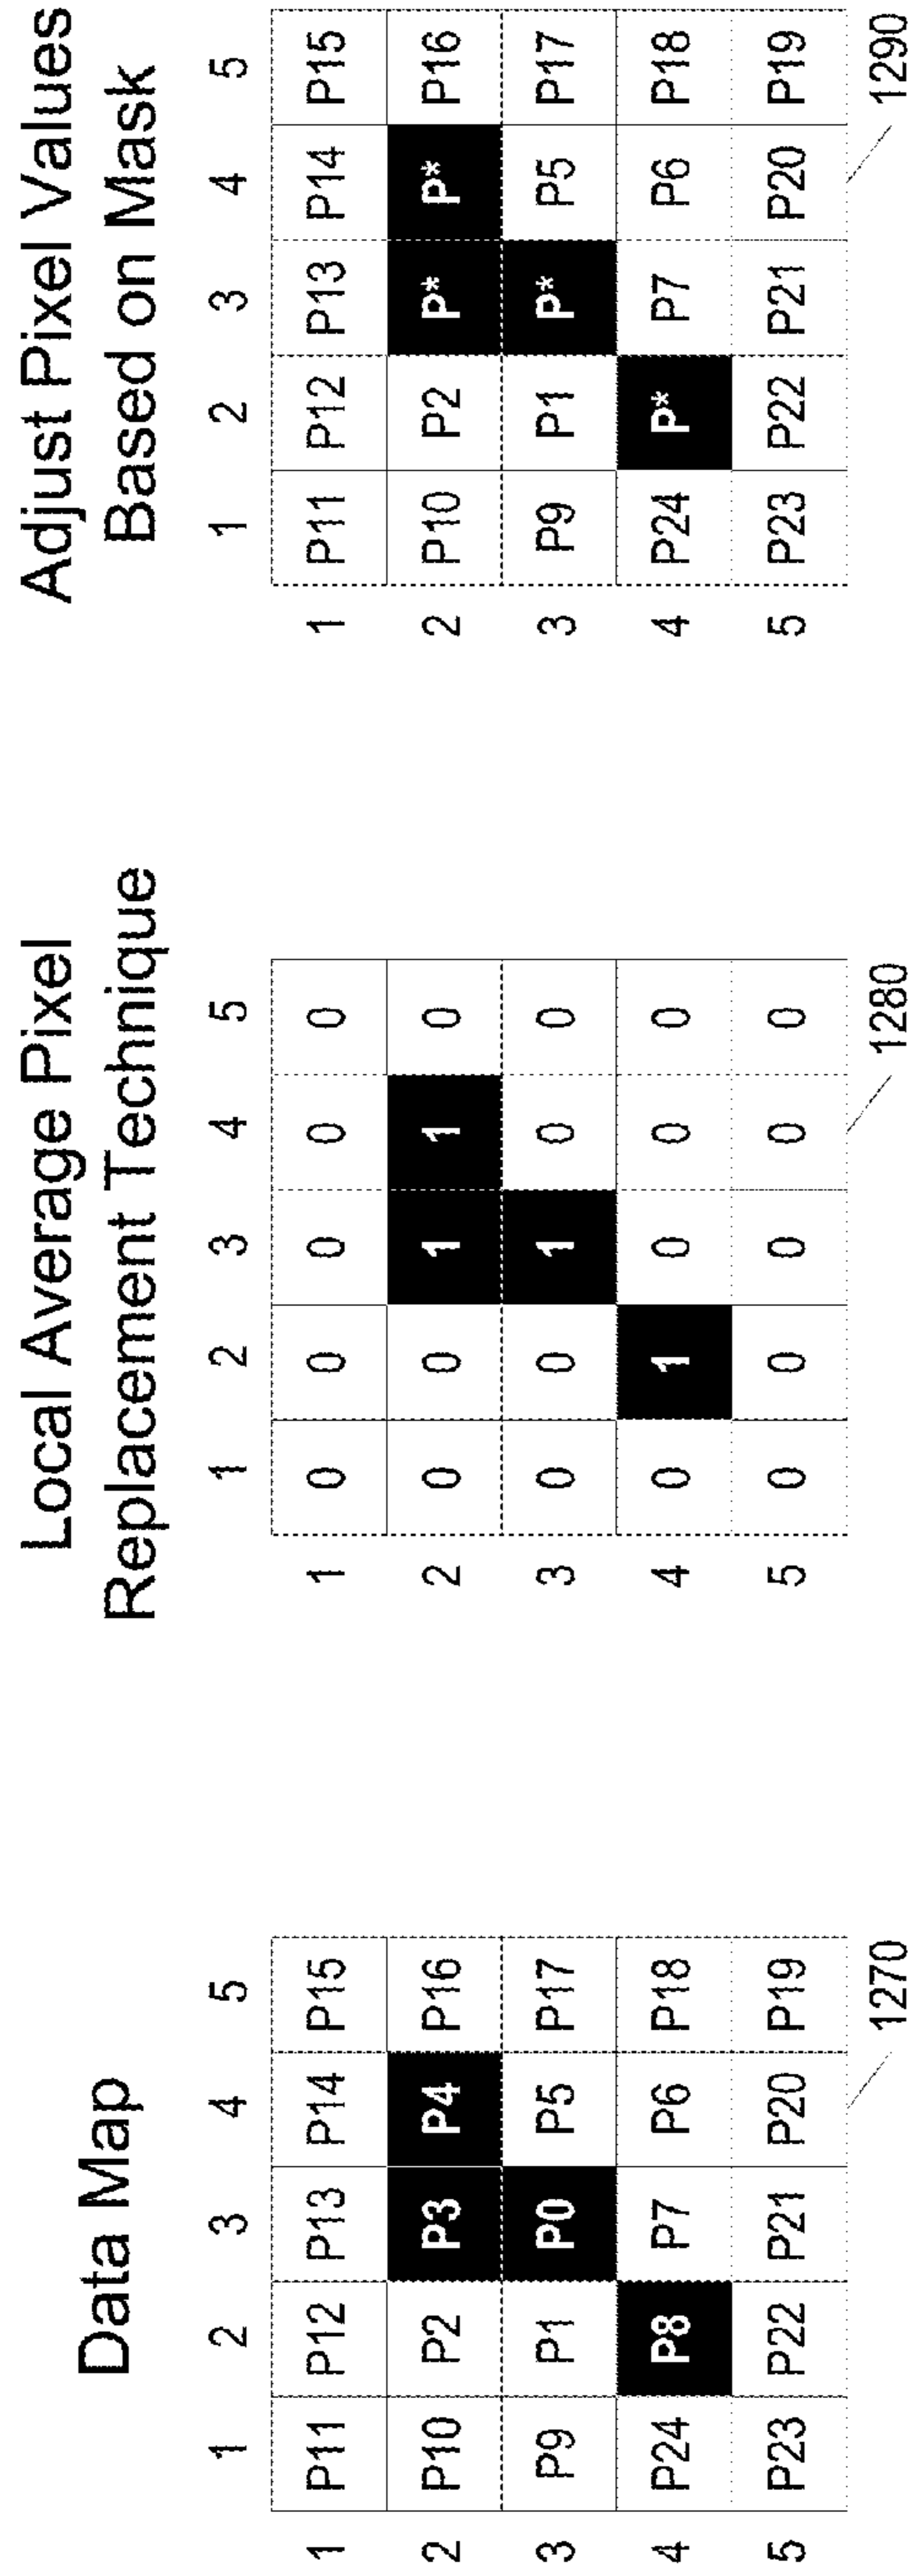 Data Map
1 2 3 4 5
1 P11 P12 P13 P14 P15
2 P10 P2 P3 P4 P16
3 P9 P1 P0 P5 P17
4 P24 P8 P7 P6 P18
5 P23 P22 P21 P20 P19
1270
Local Average Pixel
Replacement Technique
1 2 3 4 5
1 0 0 0 0 0
2 0 0 1 1 0
3 0 0 1 0 0
4 0 1 0 0 0
5 0 0 0 0 0
1280
Adjust Pixel Values
Based on Mask
1 2 3 4 5
1 P11 P12 P13 P14 P15
2 P10 P2 P* P* P16
3 P9 P1 P* P5 P17
4 P24 P* P7 P6 P18
5 P23 P22 P21 P20 P19
1290